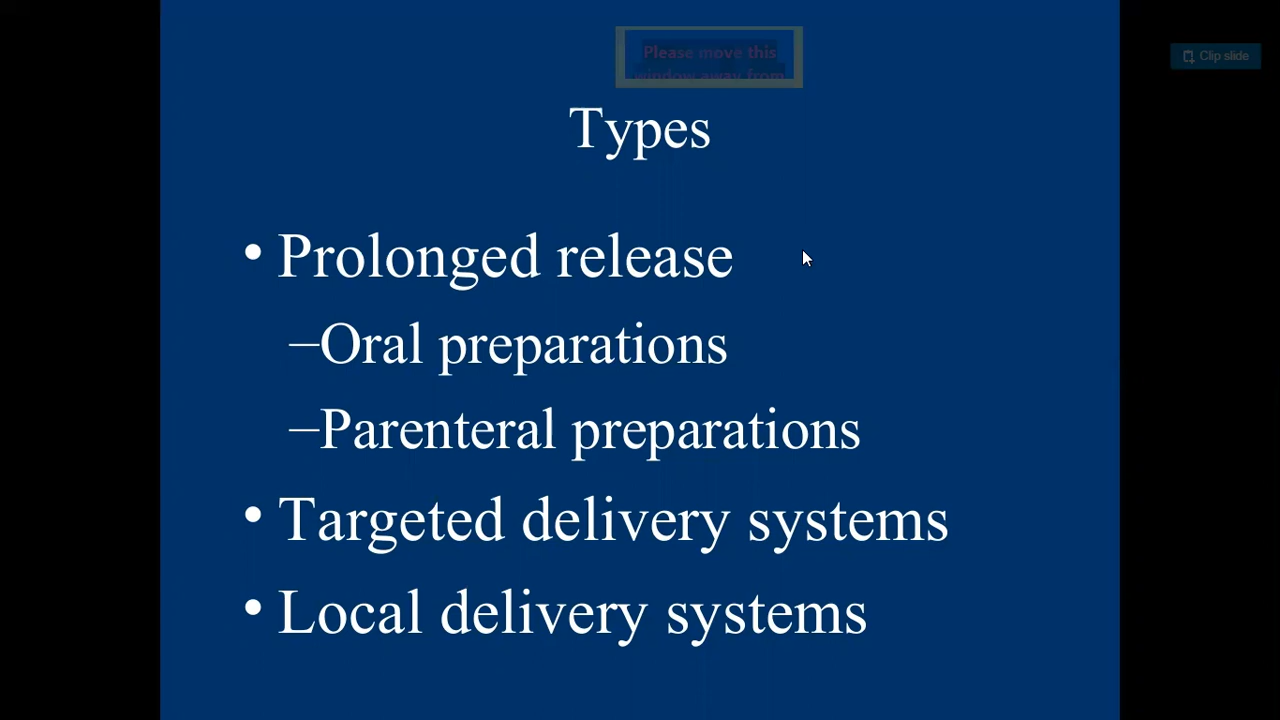 Please move this
window away from
Clip slide
Types
• Prolonged release
–Oral preparations
–Parenteral preparations
• Targeted delivery systems
• Local delivery systems